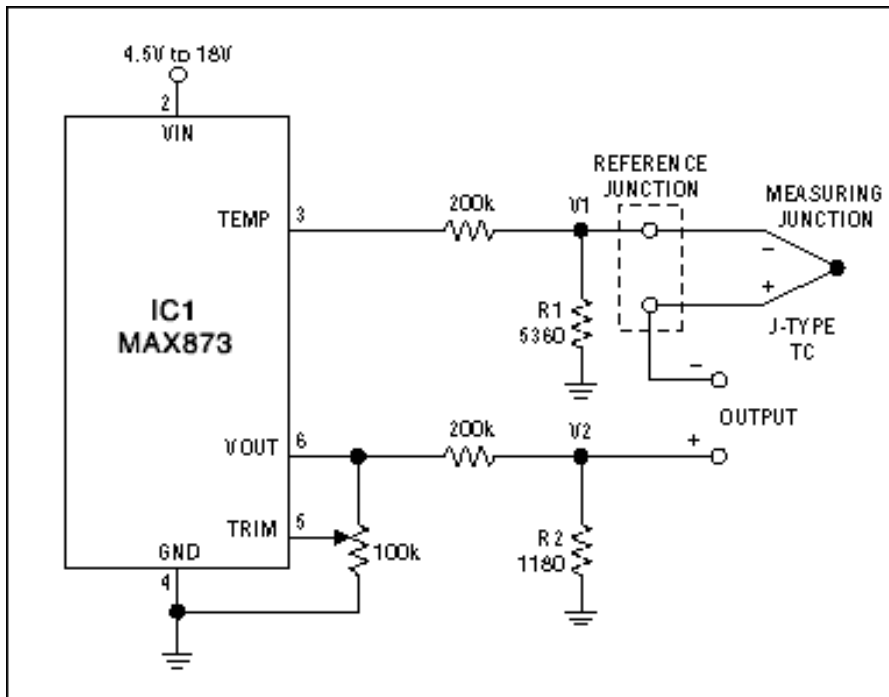 4.5V to 18V
2
VIN
TEMP
3
200k
V1
REFERENCE
JUNCTION
MEASURING
JUNCTION
−
+
J-TYPE
TC
R1
5360
IC1
MAX873
−
OUTPUT
+
VOUT
6
200k
V2
TRIM
5
100k
R2
1180
GND
4